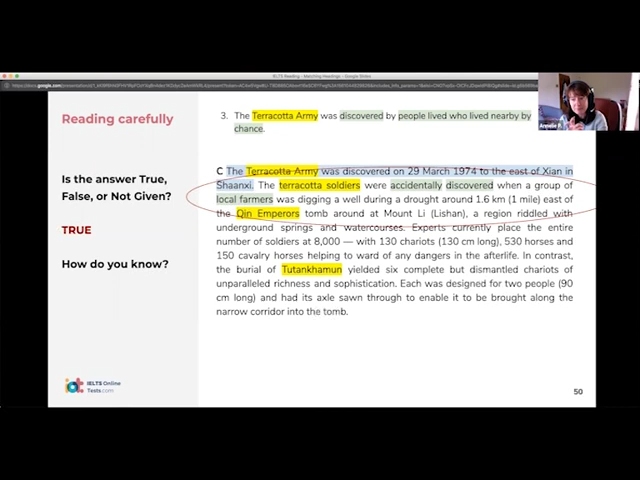 IELTS Reading - Matching Headings - Google Slides
Reading carefully
Is the answer True,
False, or Not Given?
TRUE
How do you know?
3. The Terracotta Army was discovered by people lived who lived nearby by
chance.
C The Terracotta Army was discovered on 29 March 1974 to the east of Xian in
Shaanxi. The terracotta soldiers were accidentally discovered when a group of
local farmers was digging a well during a drought around 1.6 km (1 mile) east of
the Qin Emperors tomb around at Mount Li (Lishan), a region riddled with
underground springs and watercourses. Experts currently place the entire
number of soldiers at 8,000 — with 130 chariots (130 cm long), 530 horses and
150 cavalry horses helping to ward of any dangers in the afterlife. In contrast,
the burial of Tutankhamun yielded six complete but dismantled chariots of
unparalleled richness and sophistication. Each was designed for two people (90
cm long) and had its axle sawn through to enable it to be brought along the
narrow corridor into the tomb.
iot IELTS Online
Tests.com
50